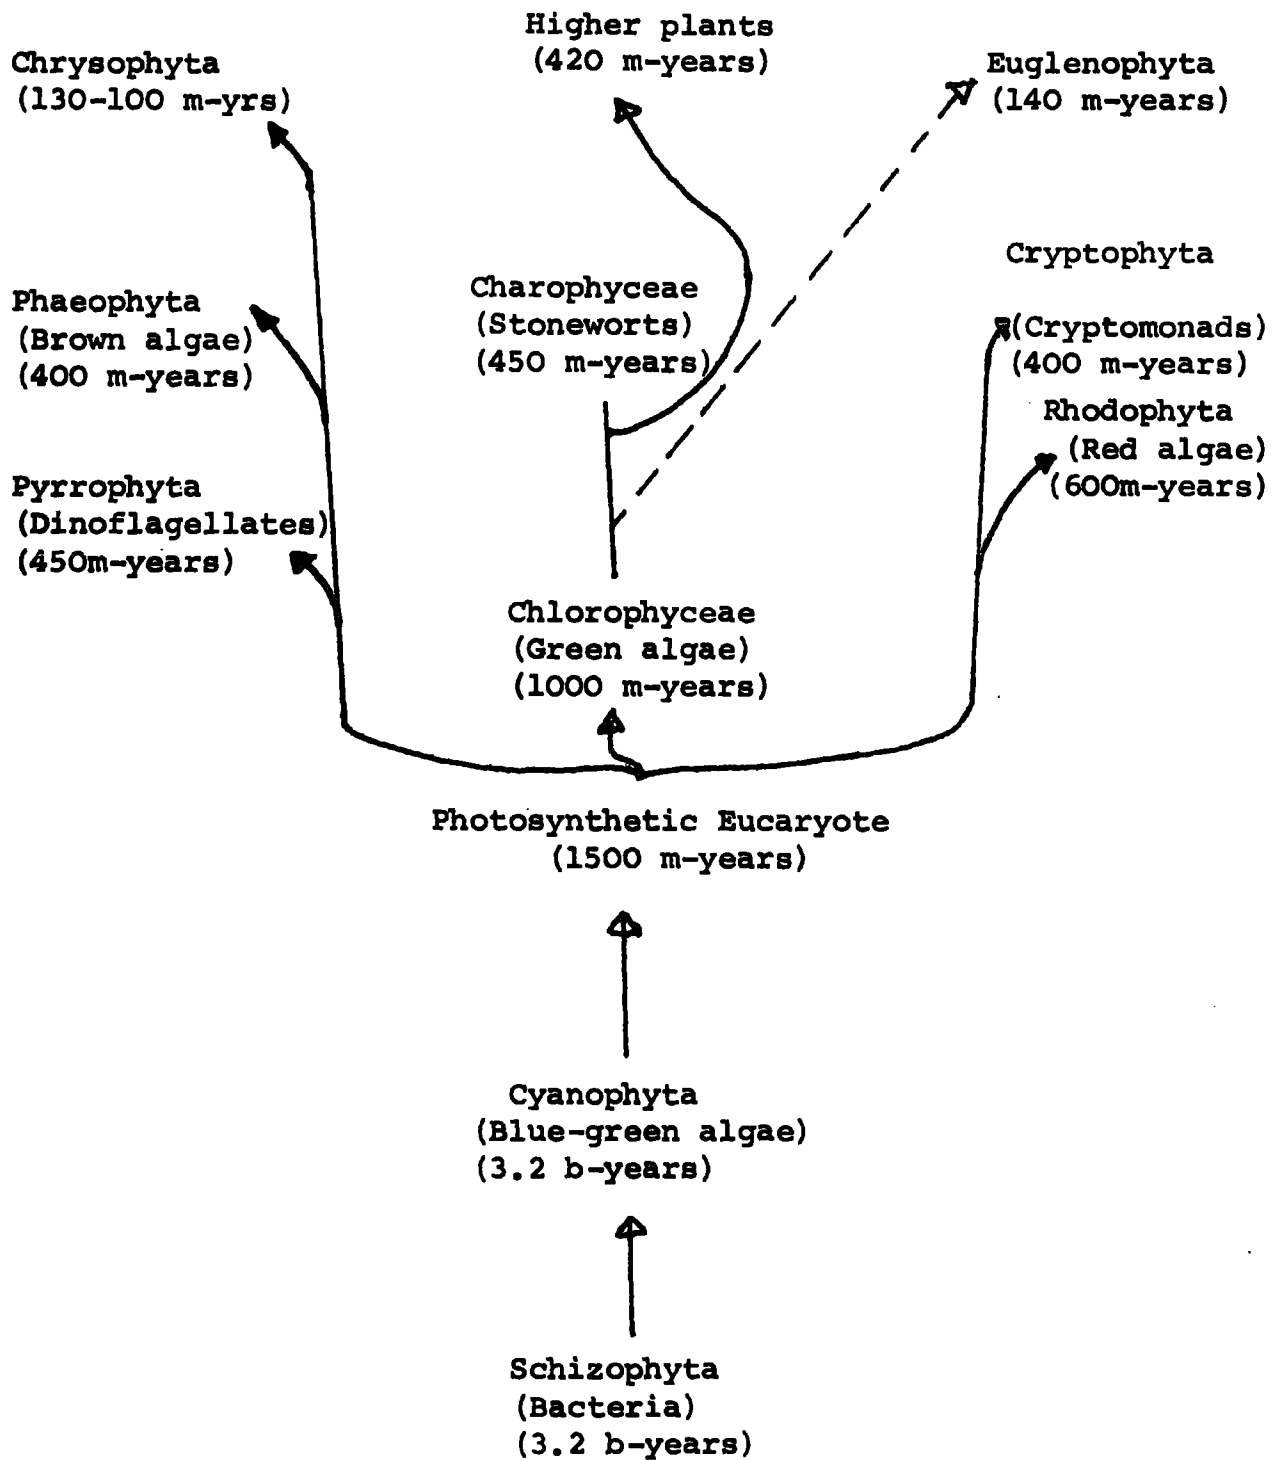 Higher plants
(420 m-years)
Chrysophyta
(130-100 m-yrs)
Euglenophyta
(140 m-years)
Cryptophyta
(Cryptomonads)
(400 m-years)
Charophyceae
(Stoneworts)
(450 m-years)
Phaeophyta
(Brown algae)
(400 m-years)
Rhodophyta
(Red algae)
(600m-years)
Pyrrophyta
(Dinoflagellates)
(450m-years)
Chlorophyceae
(Green algae)
(1000 m-years)
Photosynthetic Eucaryote
(1500 m-years)
Cyanophyta
(Blue-green algae)
(3.2 b-years)
Schizophyta
(Bacteria)
(3.2 b-years)